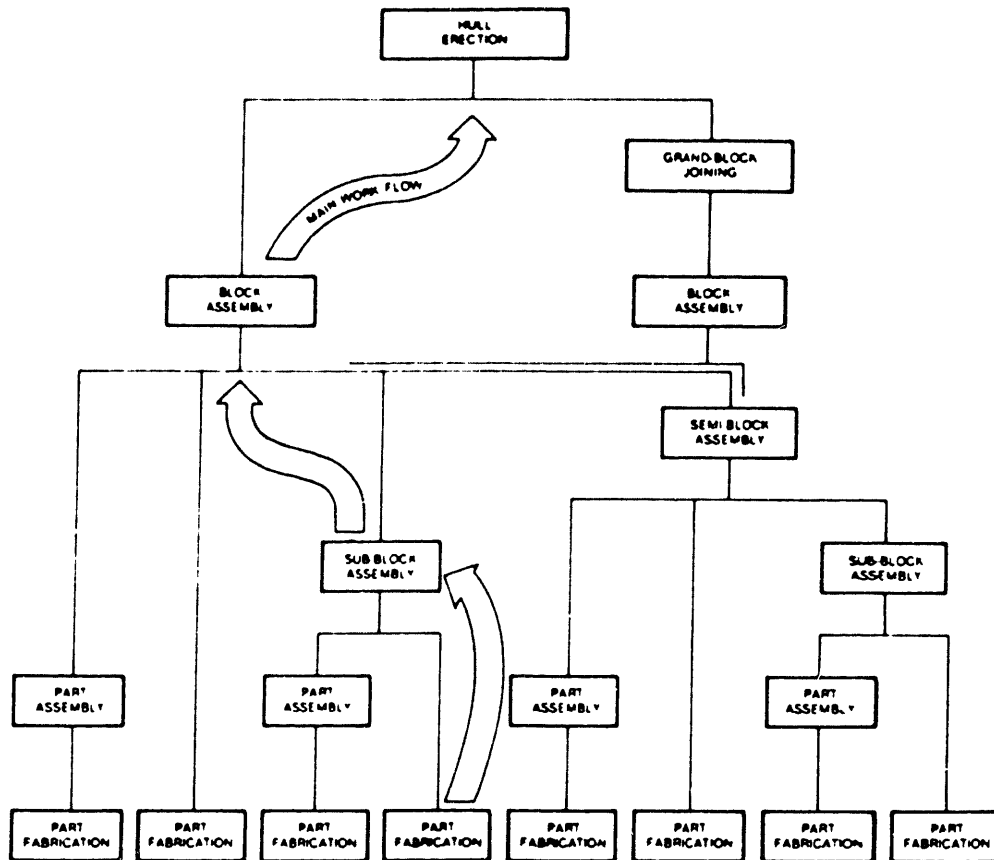 HULL
ERECTION
GRAND-BLOCK
JOINING
MAIN WORK FLOW
BLOCK
ASSEMBLY
BLOCK
ASSEMBLY
SEMI-BLOCK
ASSEMBLY
SUB-BLOCK
ASSEMBLY
SUB-BLOCK
ASSEMBLY
PART
ASSEMBLY
PART
ASSEMBLY
PART
ASSEMBLY
PART
ASSEMBLY
PART
FABRICATION
PART
FABRICATION
PART
FABRICATION
PART
FABRICATION
PART
FABRICATION
PART
FABRICATION
PART
FABRICATION
PART
FABRICATION